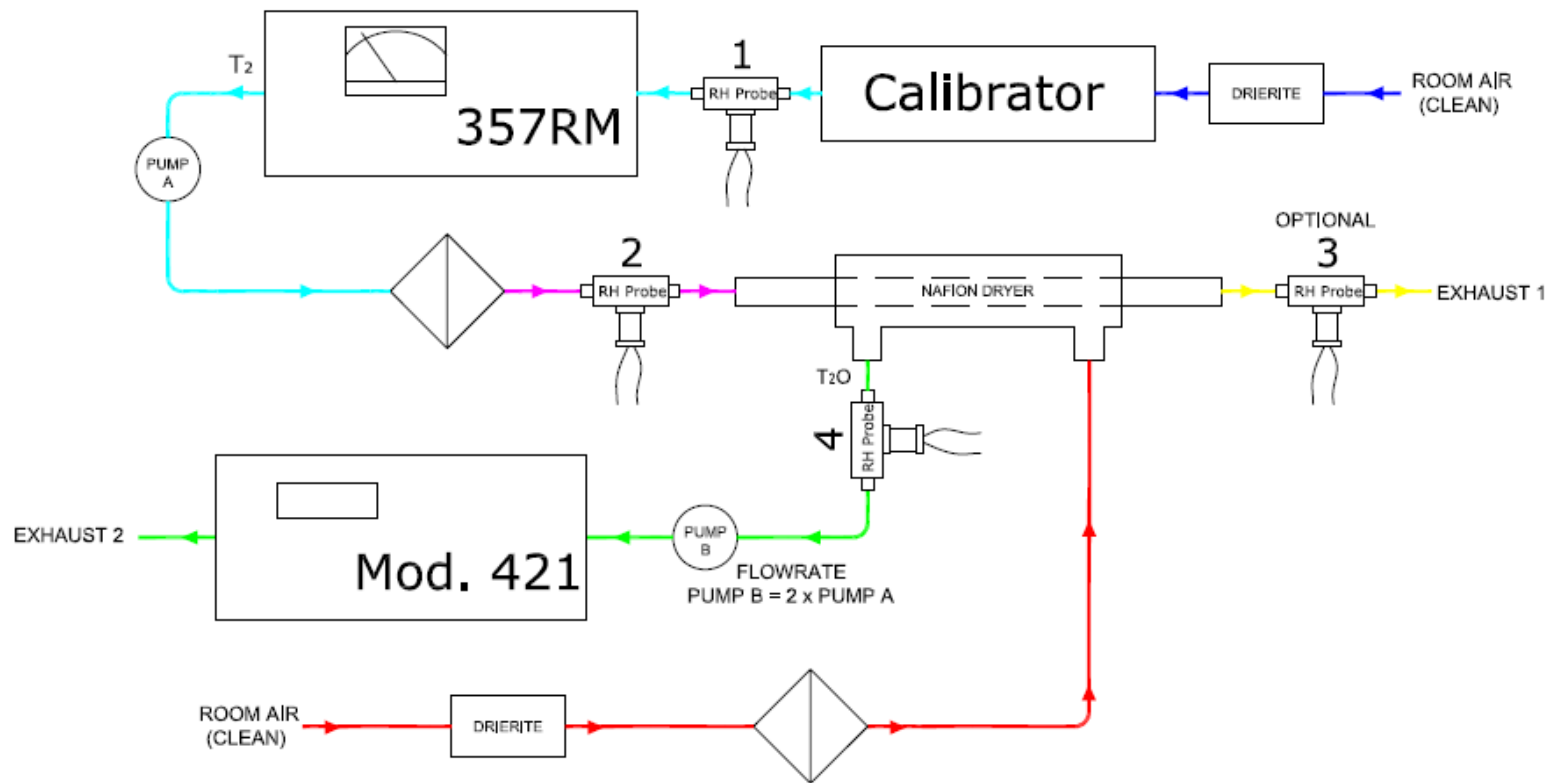 T₂
357RM
1
RH Probe
Calibrator
DRIERITE
ROOM AIR
(CLEAN)
PUMP
A
2
RH Probe
NAFION DRYER
OPTIONAL
3
RH Probe
EXHAUST 1
T₂O
4
RH Probe
EXHAUST 2
Mod. 421
PUMP
B
FLOWRATE
PUMP B = 2 x PUMP A
ROOM AIR
(CLEAN)
DRIERITE